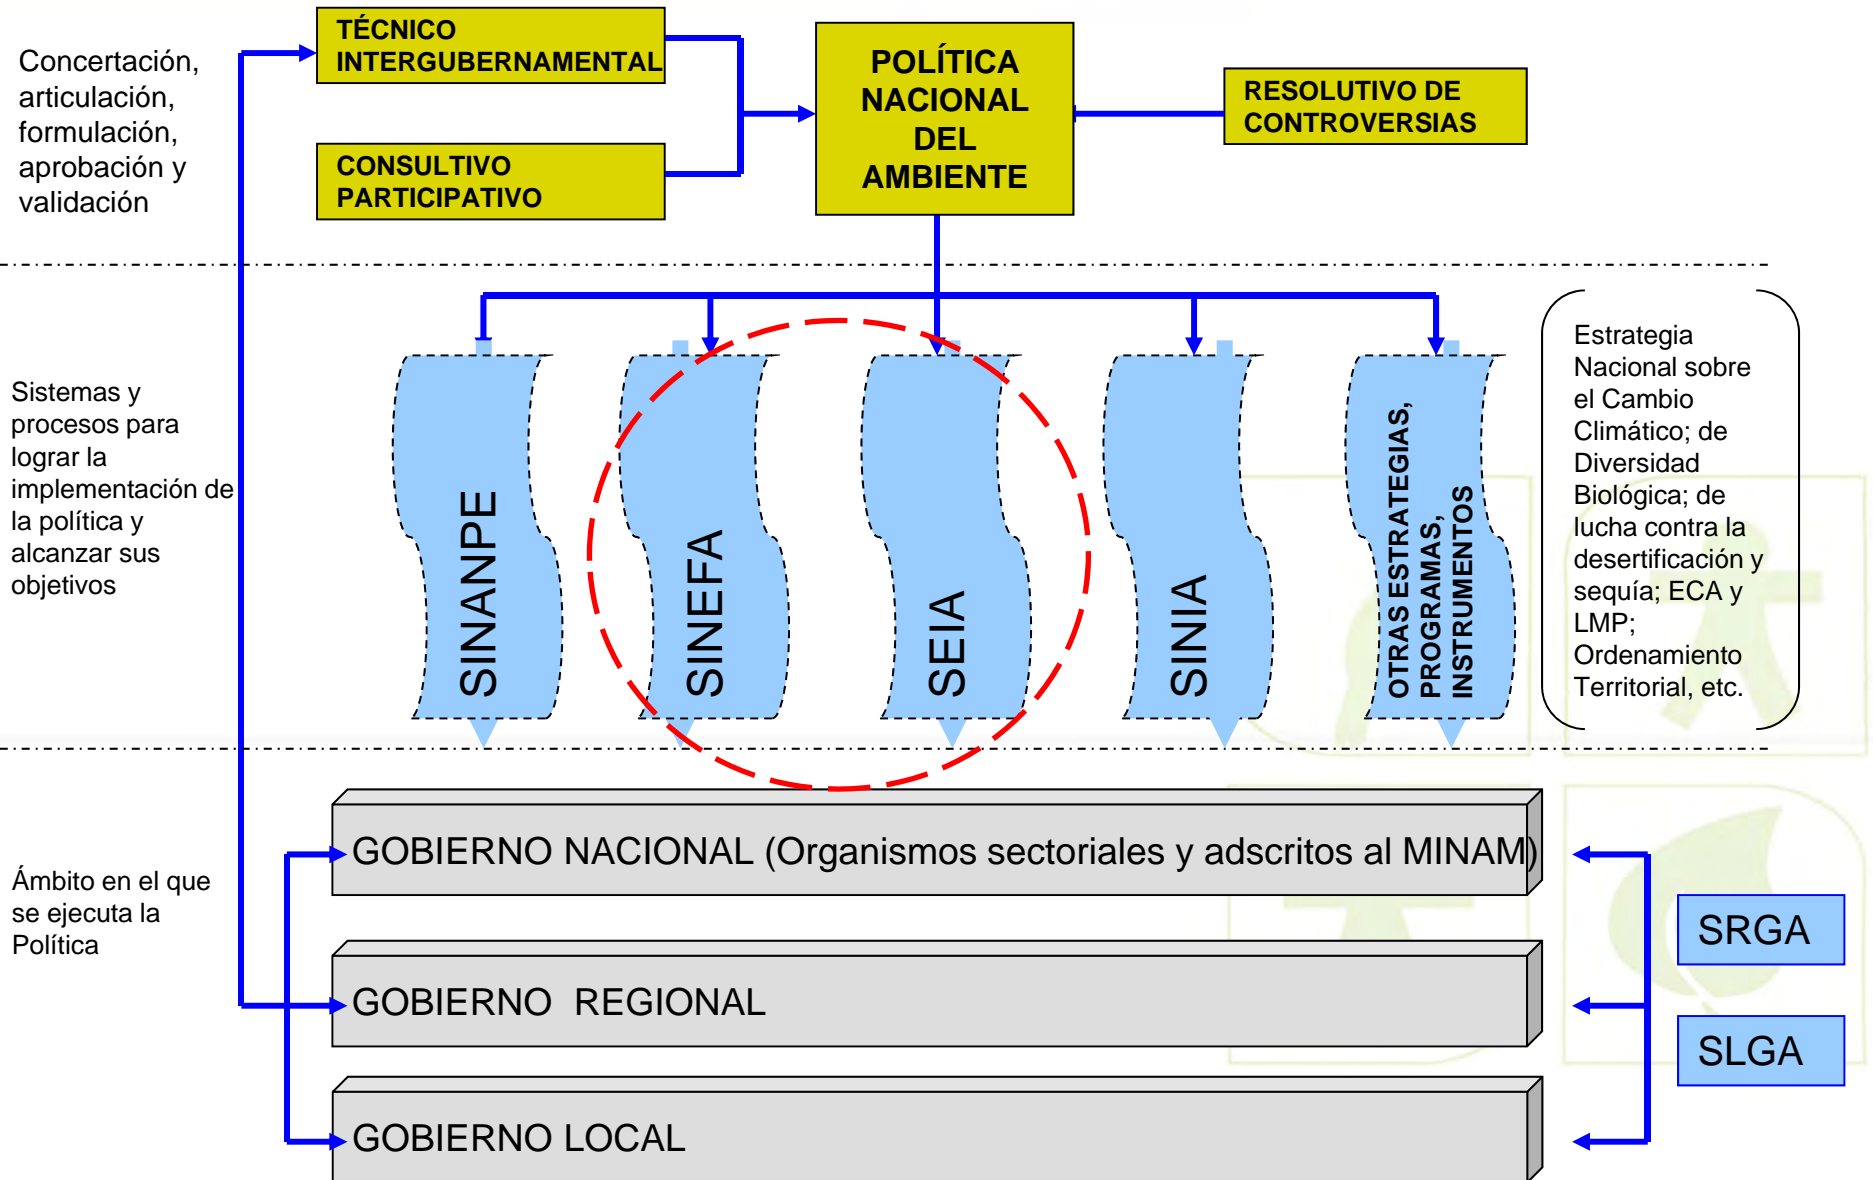 Concertación,
articulación,
formulación,
aprobación y
validación
TÉCNICO
INTERGUBERNAMENTAL
CONSULTIVO
PARTICIPATIVO
POLÍTICA
NACIONAL
DEL
AMBIENTE
RESOLUTIVO DE
CONTROVERSIAS
Sistemas y
procesos para
lograr la
implementación de
la política y
alcanzar sus
objetivos
SINANPE
SINEFA
SEIA
SINIA
OTRAS ESTRATEGIAS,
PROGRAMAS,
INSTRUMENTOS
Estrategia
Nacional sobre
el Cambio
Climático; de
Diversidad
Biológica; de
lucha contra la
desertificación y
sequía; ECA y
LMP;
Ordenamiento
Territorial, etc.
Ámbito en el que
se ejecuta la
Política
GOBIERNO NACIONAL (Organismos sectoriales y adscritos al MINAM)
GOBIERNO REGIONAL
GOBIERNO LOCAL
SRGA
SLGA